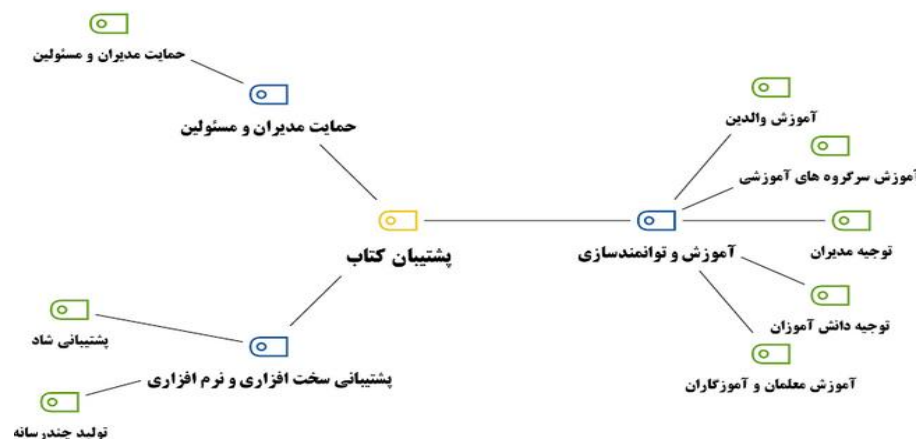 حمایت مدیران و مسئولین
حمایت مدیران و مسئولین
آموزش والدین
آموزش سرگروه های آموزشی
پشتیبان کتاب
آموزش و توانمندسازی
توجیه مدیران
توجیه دانش آموزان
آموزش معلمان و آموزگاران
پشتیبانی شاد
پشتیبانی سخت افزاری و نرم افزاری
تولید چندرسانه